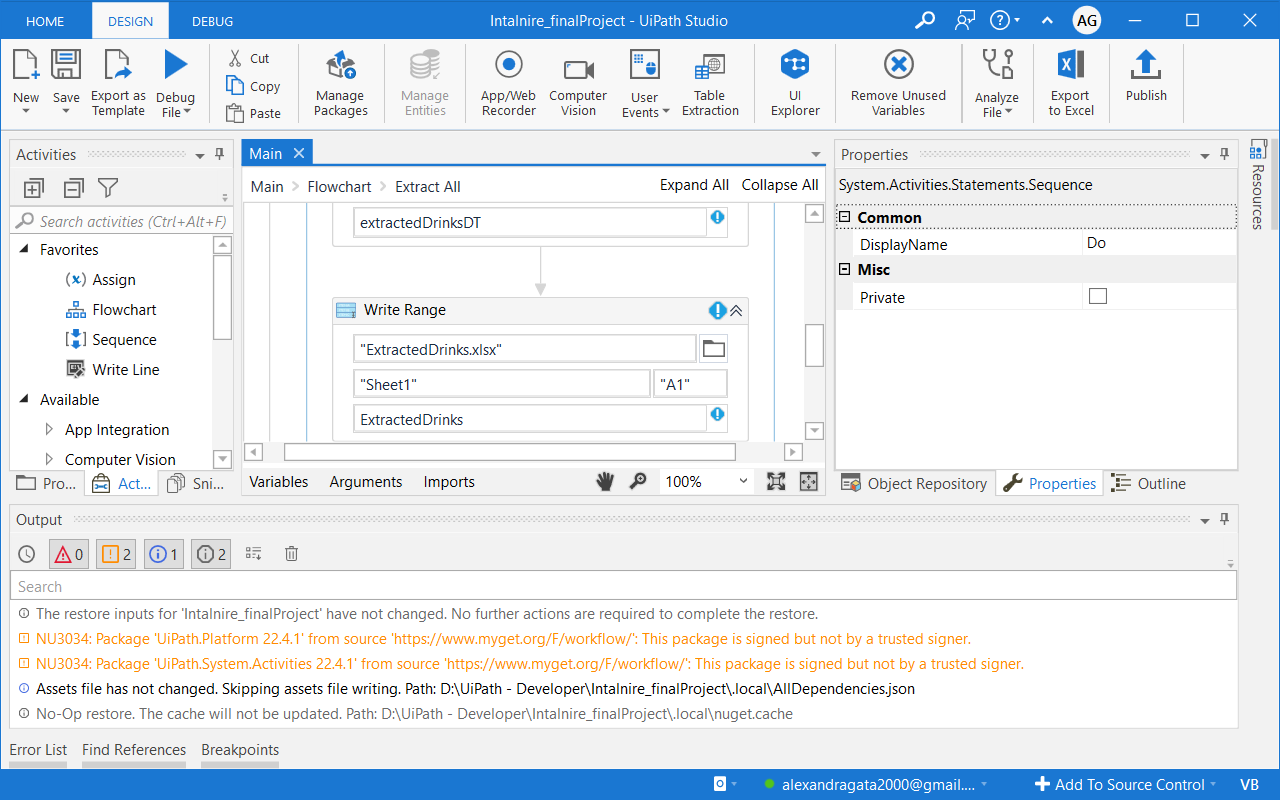 HOME DESIGN DEBUG Intalnire_finalProject - UiPath Studio AG
New Save Export as Template Debug File Cut Copy Paste Manage Packages Manage Entities App/Web Recorder Computer Vision User Events Table Extraction UI Explorer Remove Unused Variables Analyze File Export to Excel Publish
Activities
Search activities (Ctrl+Alt+F)
Favorites
Assign
Flowchart
Sequence
Write Line
Available
App Integration
Computer Vision
Pro... Act... Sni...
Main
Main > Flowchart > Extract All Expand All Collapse All
extractedDrinksDT
Write Range
"ExtractedDrinks.xlsx"
"Sheet1" "A1"
ExtractedDrinks
Variables Arguments Imports 100%
Properties
System.Activities.Statements.Sequence
Common
DisplayName Do
Misc
Private
Object Repository Properties Outline
Resources
Output
0 2 1 2
Search
The restore inputs for 'Intalnire_finalProject' have not changed. No further actions are required to complete the restore.
NU3034: Package 'UiPath.Platform 22.4.1' from source 'https://www.myget.org/F/workflow/': This package is signed but not by a trusted signer.
NU3034: Package 'UiPath.System.Activities 22.4.1' from source 'https://www.myget.org/F/workflow/': This package is signed but not by a trusted signer.
Assets file has not changed. Skipping assets file writing. Path: D:\UiPath - Developer\Intalnire_finalProject\.local\AllDependencies.json
No-Op restore. The cache will not be updated. Path: D:\UiPath - Developer\Intalnire_finalProject\.local\nuget.cache
Error List Find References Breakpoints
alexandragata2000@gmail.... Add To Source Control VB